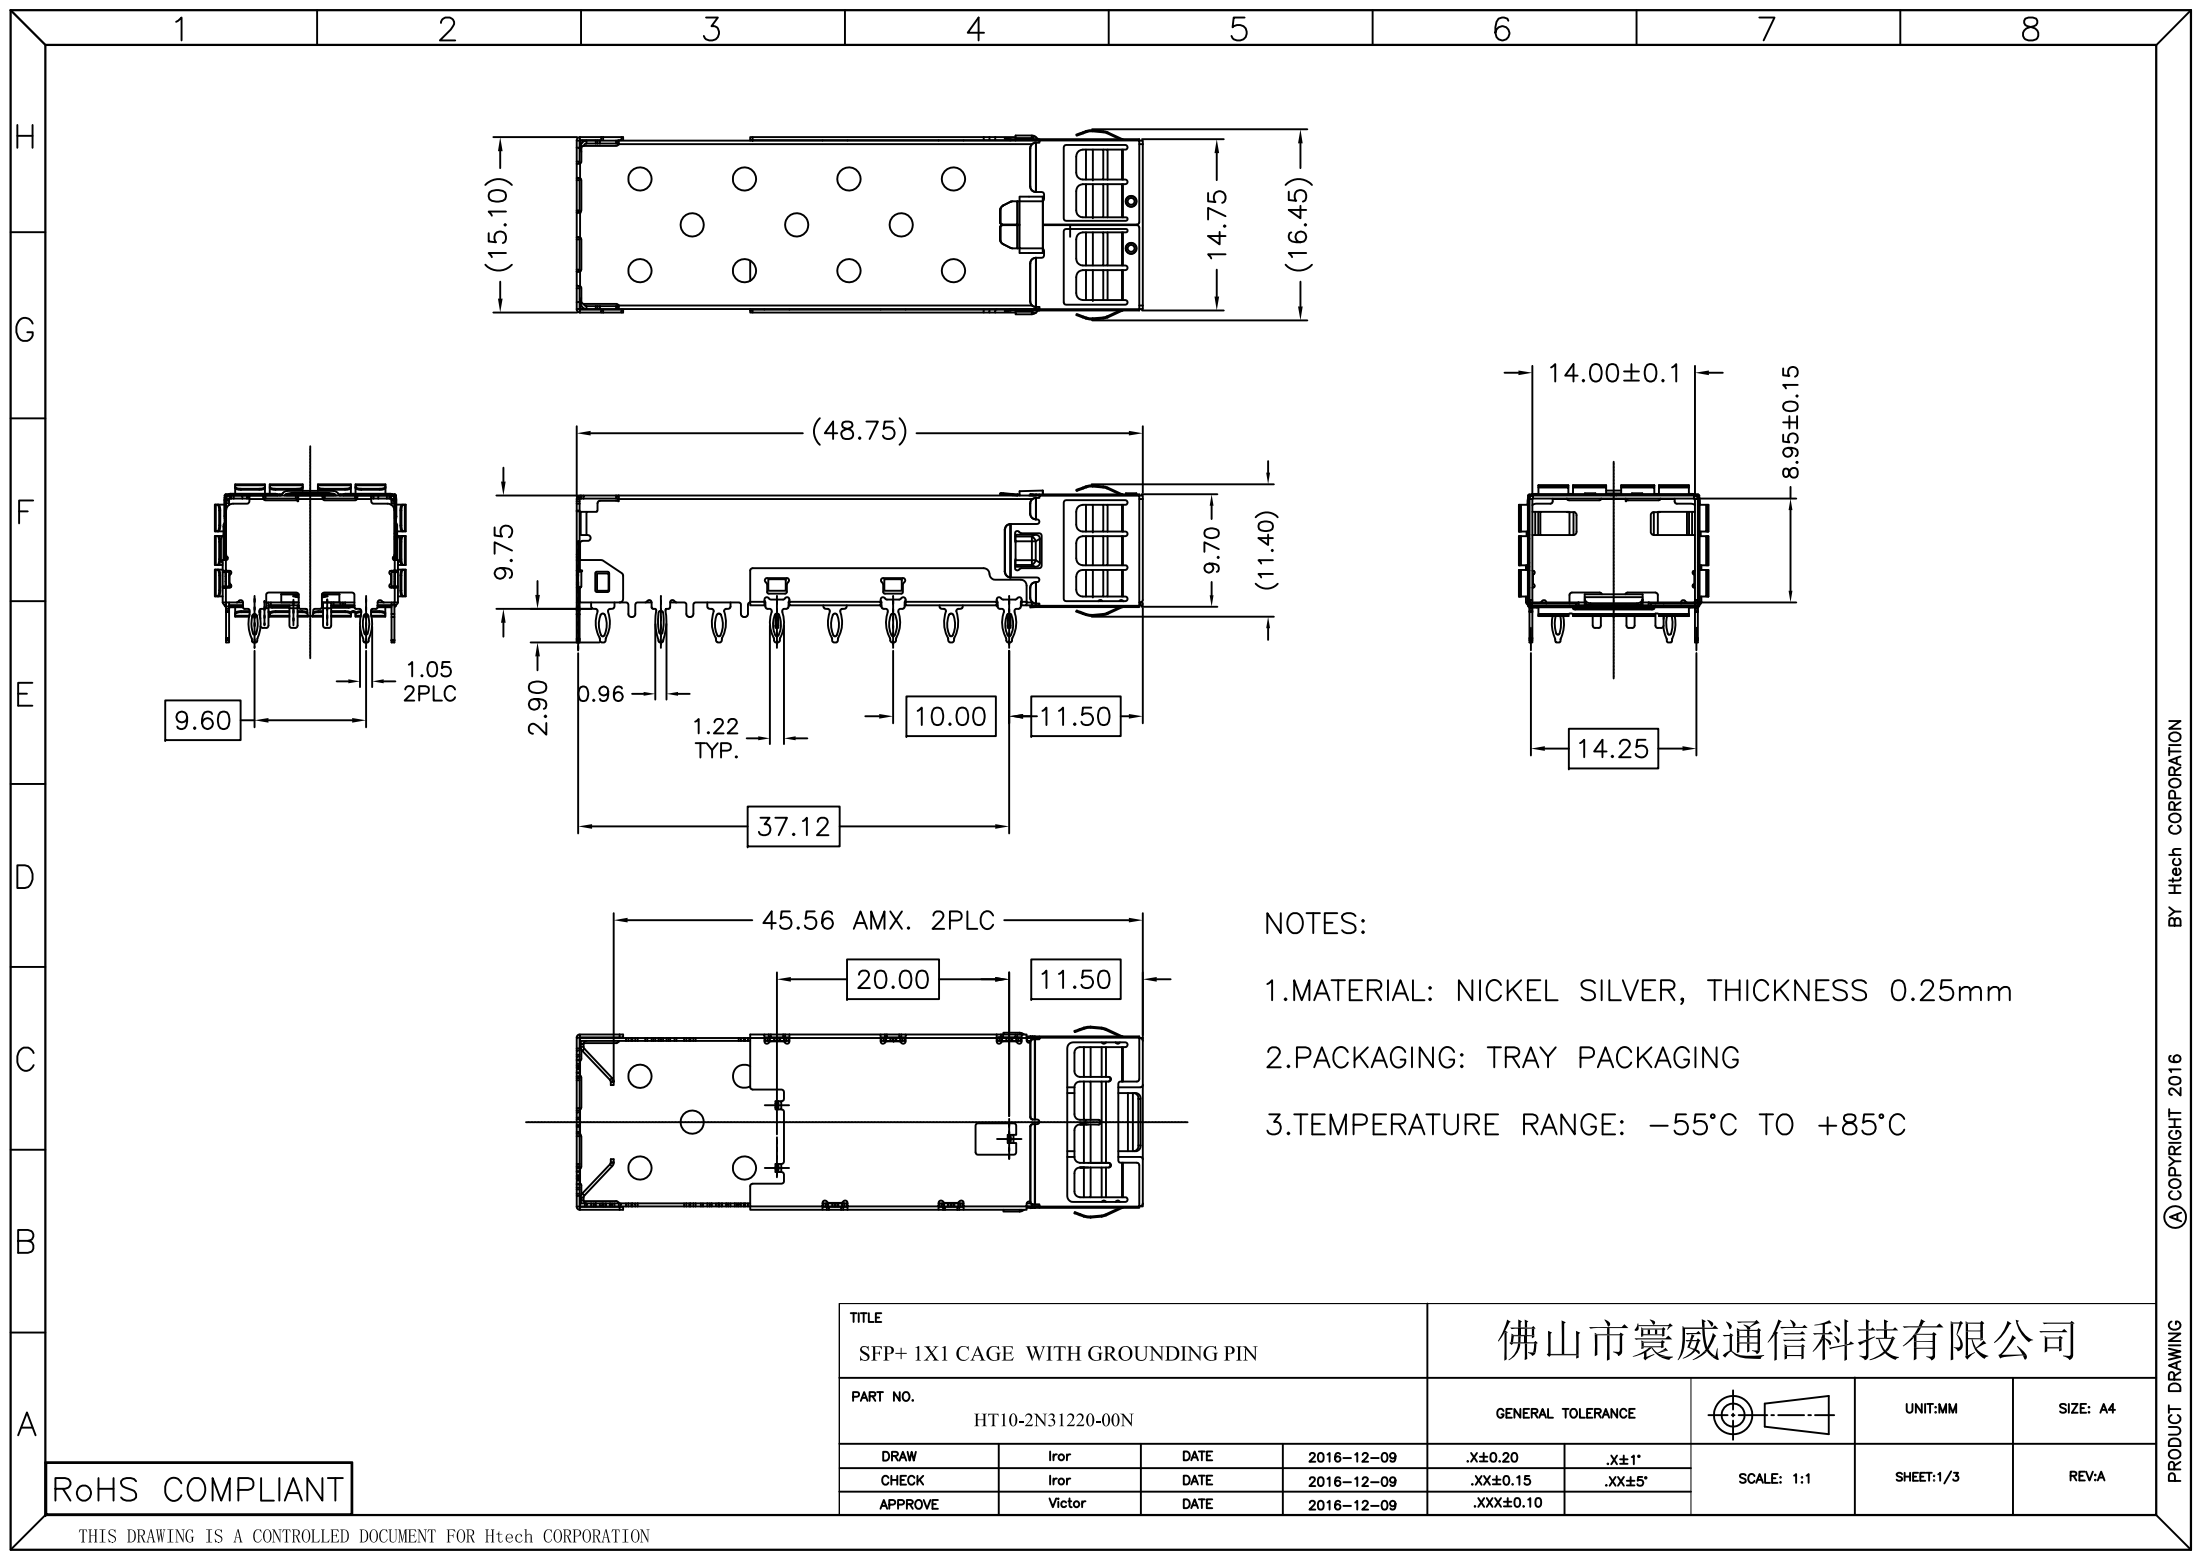 1 2 3 4 5 6 7 8
H
G
F
E
D
C
B
A
(15.10)
14.75
(16.45)
14.00±0.1
8.95±0.15
(48.75)
9.75
9.70
(11.40)
1.05
2PLC
9.60
2.90
0.96
1.22
TYP.
10.00
11.50
14.25
37.12
45.56 AMX. 2PLC
20.00
11.50
NOTES:
1.MATERIAL: NICKEL SILVER, THICKNESS 0.25mm
2.PACKAGING: TRAY PACKAGING
3.TEMPERATURE RANGE: -55°C TO +85°C
TITLE
SFP+ 1X1 CAGE WITH GROUNDING PIN
佛山市寰威通信科技有限公司
PART NO.
HT10-2N31220-00N
GENERAL TOLERANCE
UNIT:MM
SIZE: A4
DRAW Iror DATE 2016-12-09 .X±0.20 .X±1°
CHECK Iror DATE 2016-12-09 .XX±0.15 .XX±5°
APPROVE Victor DATE 2016-12-09 .XXX±0.10
SCALE: 1:1
SHEET:1/3
REV:A
RoHS COMPLIANT
THIS DRAWING IS A CONTROLLED DOCUMENT FOR Htech CORPORATION
PRODUCT DRAWING Ⓐ COPYRIGHT 2016 BY Htech CORPORATION